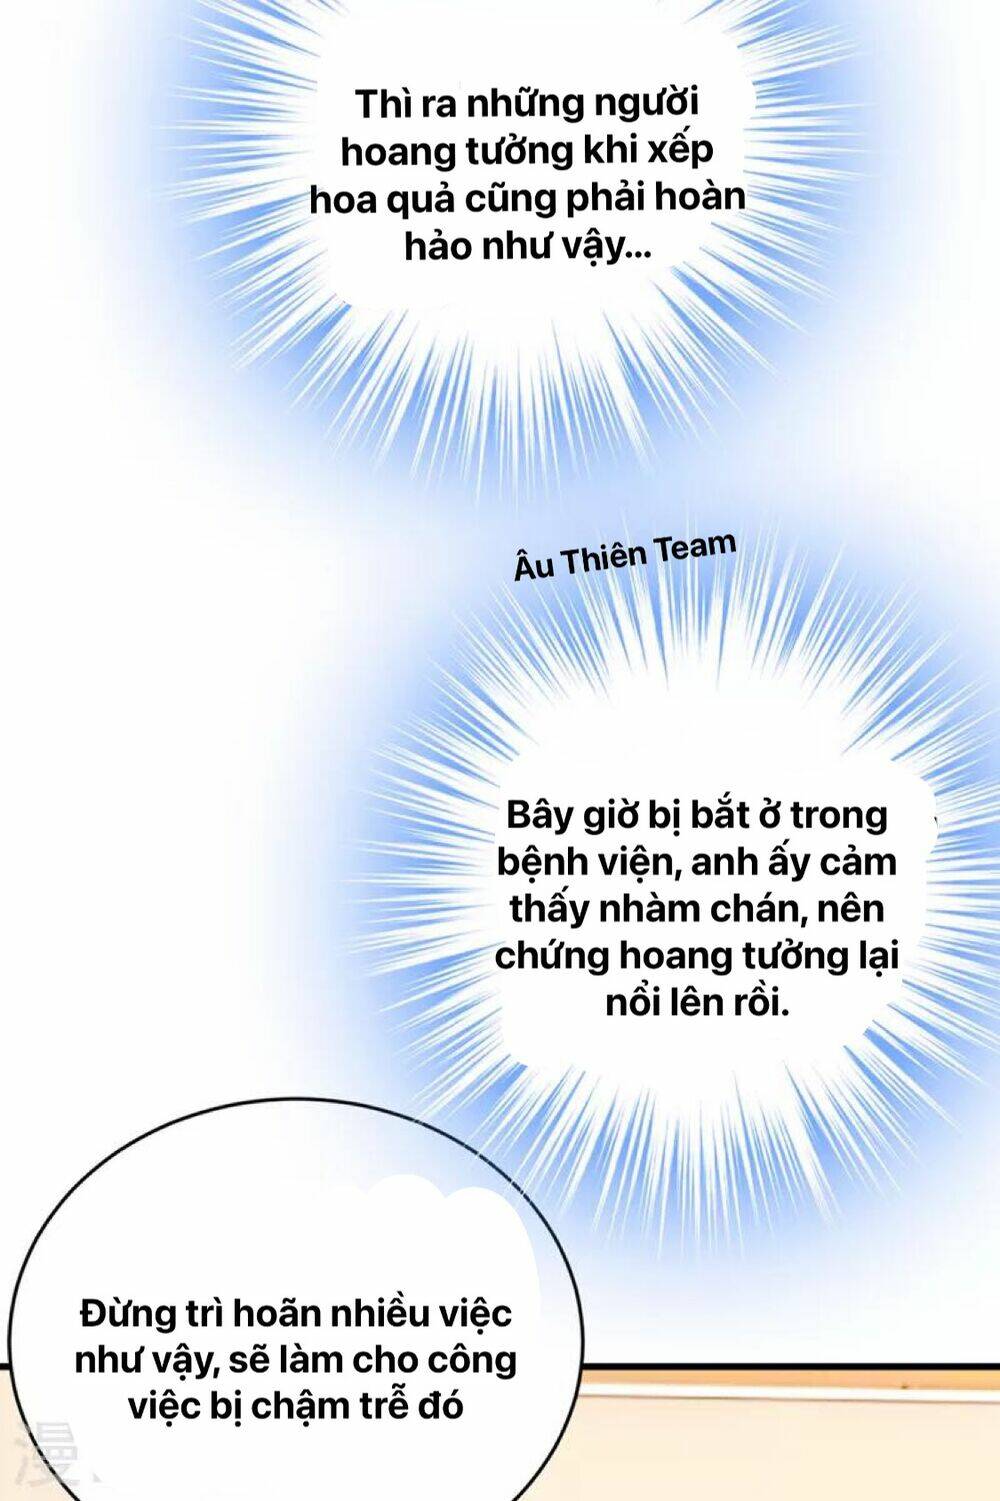 Thì ra những người
hoang tưởng khi xếp
hoa quả cũng phải hoàn
hảo như vậy...
Âu Thiên Team
Bây giờ bị bắt ở trong
bệnh viện, anh ấy cảm
thấy nhàm chán, nên
chứng hoang tưởng lại
nổi lên rồi.
Đừng trì hoãn nhiều việc
như vậy, sẽ làm cho công
việc bị chậm trễ đó
漫